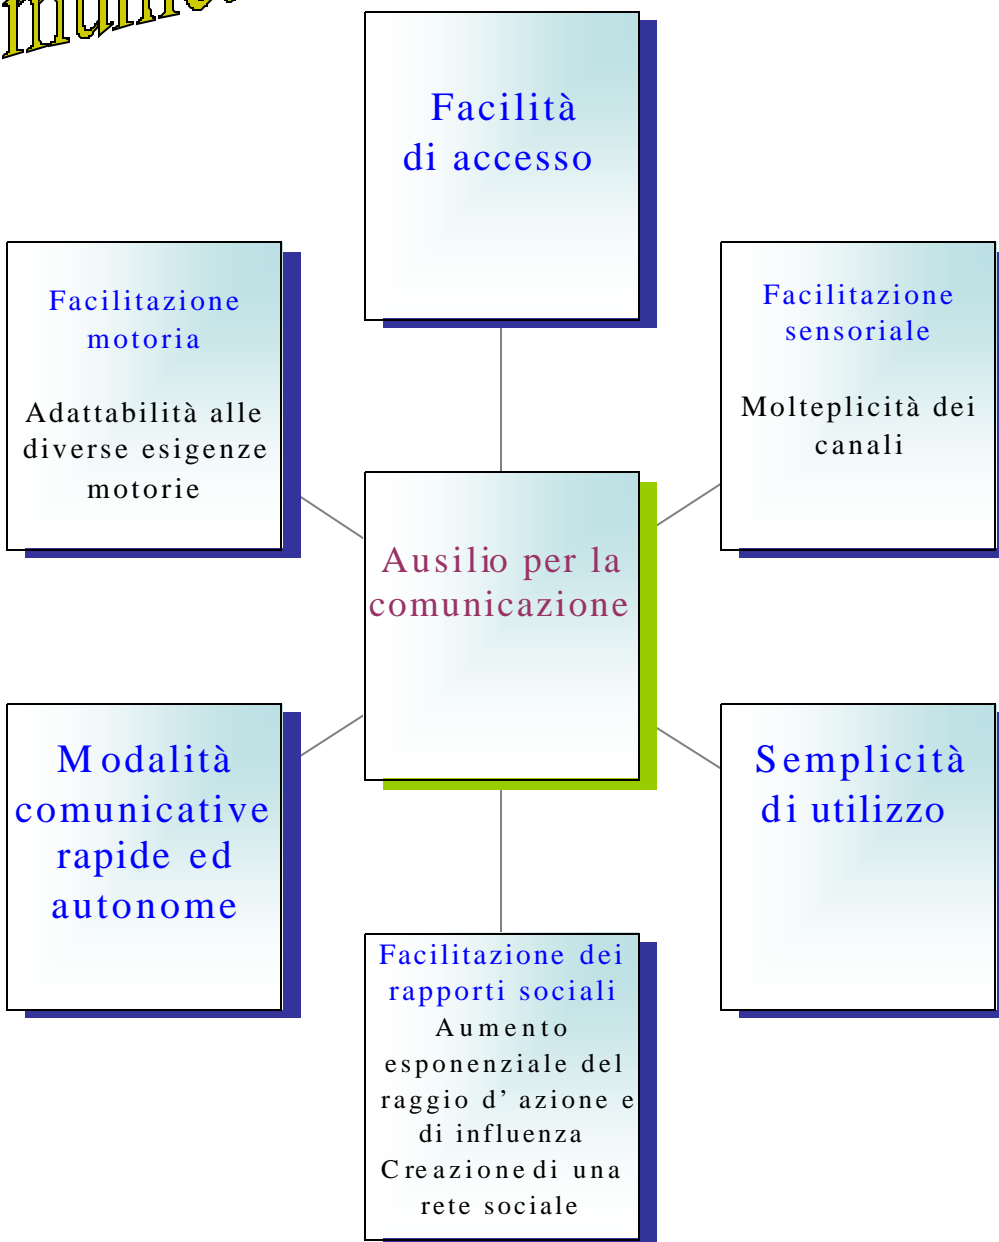 Facilità
di accesso
Facilitazione
motoria
Adattabilità alle
diverse esigenze
motorie
Facilitazione
sensoriale
Molteplicità dei
canali
Ausilio per la
comunicazione
Modalità
comunicative
rapide ed
autonome
Semplicità
di utilizzo
Facilitazione dei
rapporti sociali
Aumento
esponenziale del
raggio d’ azione e
di influenza
Creazione di una
rete sociale